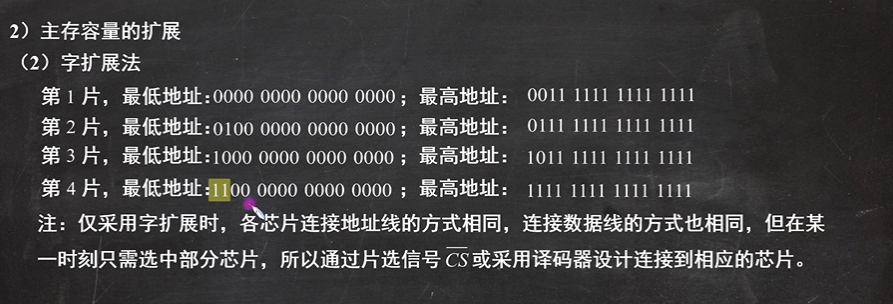 2）主存容量的扩展
（2）字扩展法
第 1 片，最低地址：0000 0000 0000 0000；最高地址： 0011 1111 1111 1111
第 2 片，最低地址：0100 0000 0000 0000；最高地址： 0111 1111 1111 1111
第 3 片，最低地址：1000 0000 0000 0000；最高地址： 1011 1111 1111 1111
第 4 片，最低地址：1100 0000 0000 0000；最高地址： 1111 1111 1111 1111
注：仅采用字扩展时，各芯片连接地址线的方式相同，连接数据线的方式也相同，但在某
一时刻只需选中部分芯片，所以通过片选信号 C̅S̅ 或采用译码器设计连接到相应的芯片。